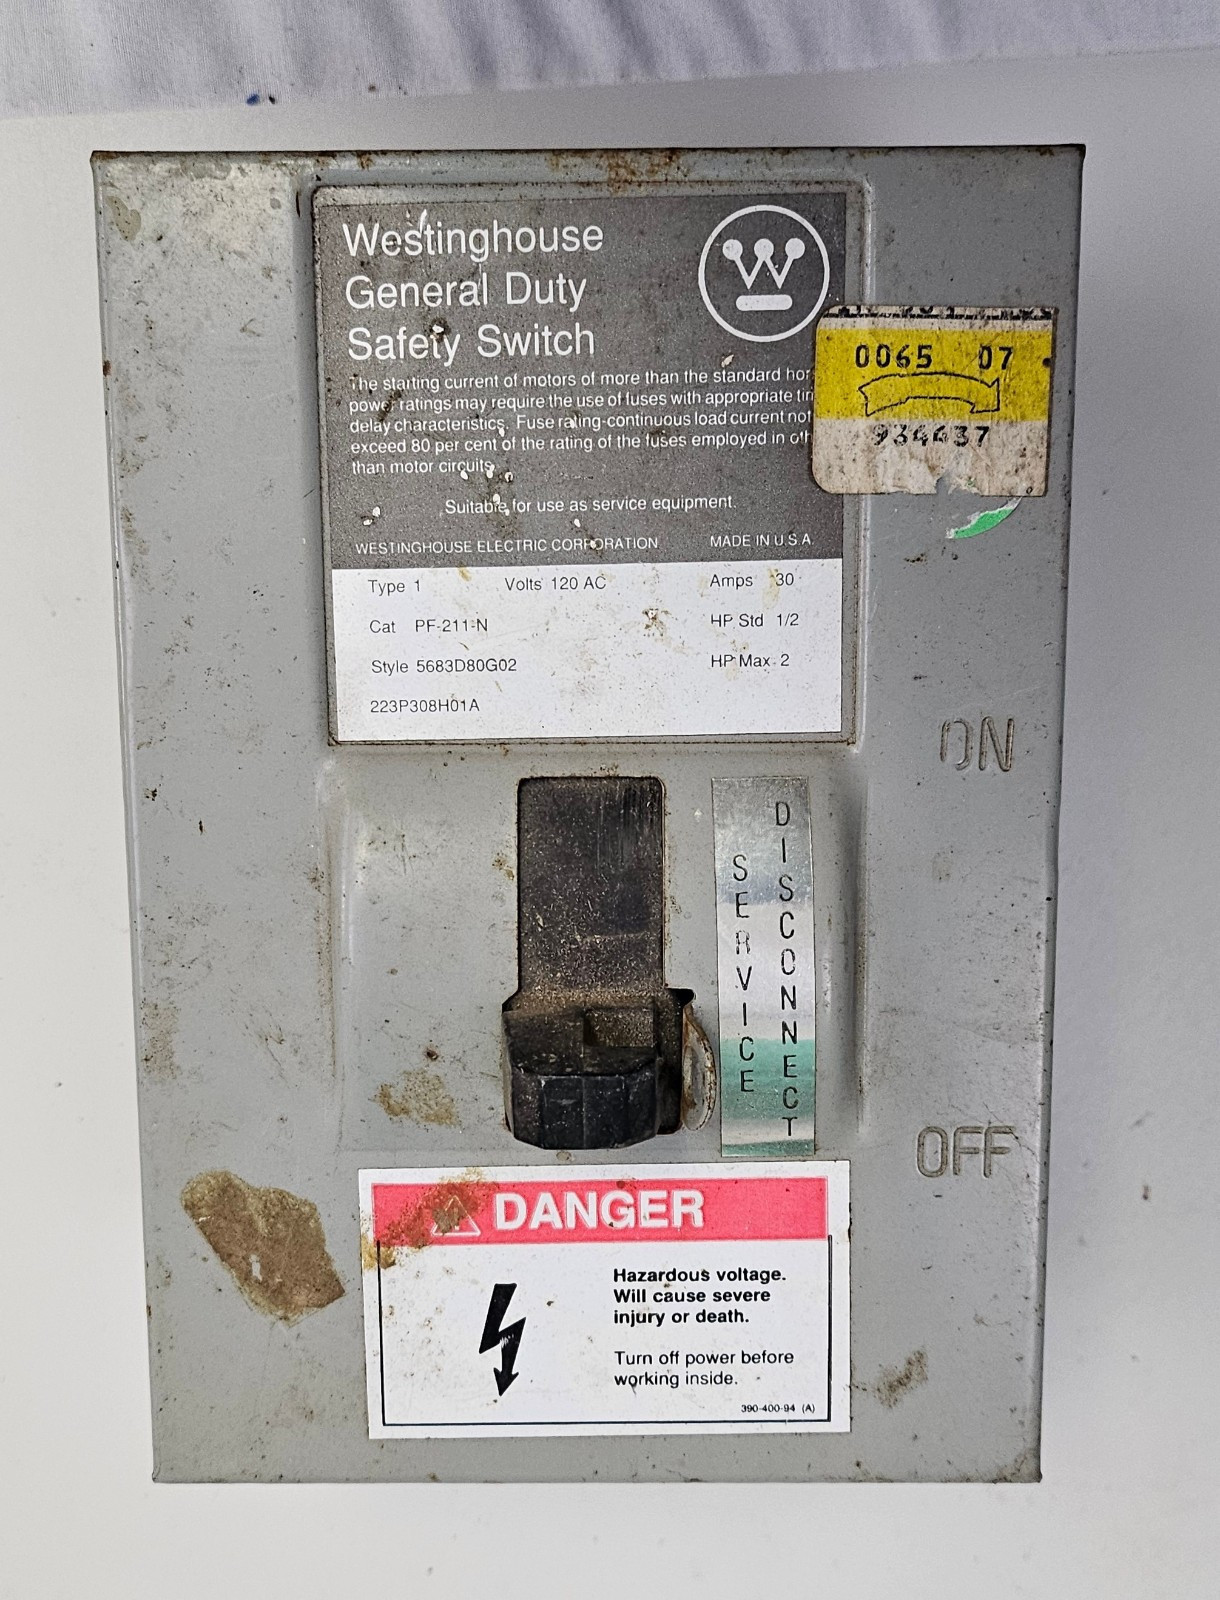 Westinghouse
General Duty
Safety Switch
The starting current of motors of more than the standard
power ratings may require the use of fuses with appropriate
delay characteristics. Fuse rating-continuous load current not
exceed 80 per cent of the rating of the fuses employed in
than motor circuits.
Suitable for use as service equipment.
WESTINGHOUSE ELECTRIC CORPORATION MADE IN U.S.A.
Type 1 Volts 120 AC Amps 30
Cat PF-211-N HP Std 1/2
Style 5683D80G02 HP Max 2
223P308H01A
0065 07
934437
ON
SERVICE
DISCONNECT
OFF
DANGER
Hazardous voltage.
Will cause severe
injury or death.
Turn off power before
working inside.
390-400-94 (A)